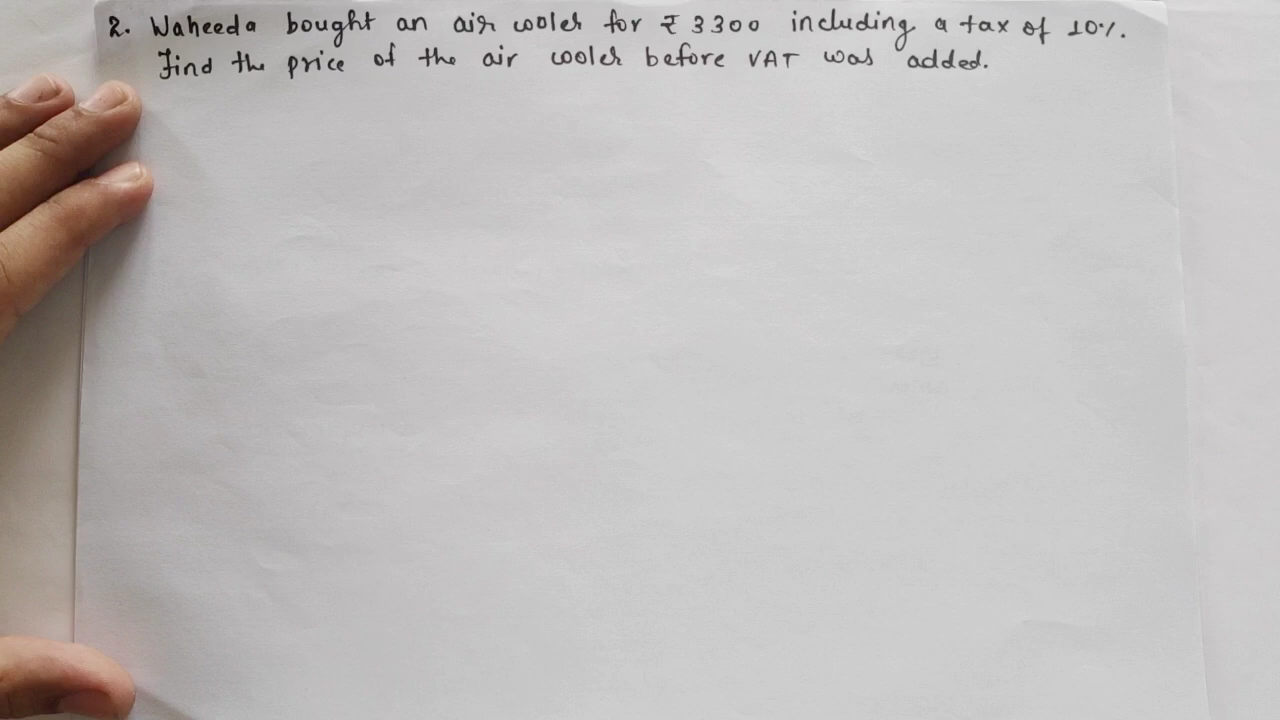 2. Waheeda bought an air cooler for ₹ 3300 including a tax of 10%.
Find the price of the air cooler before VAT was added.